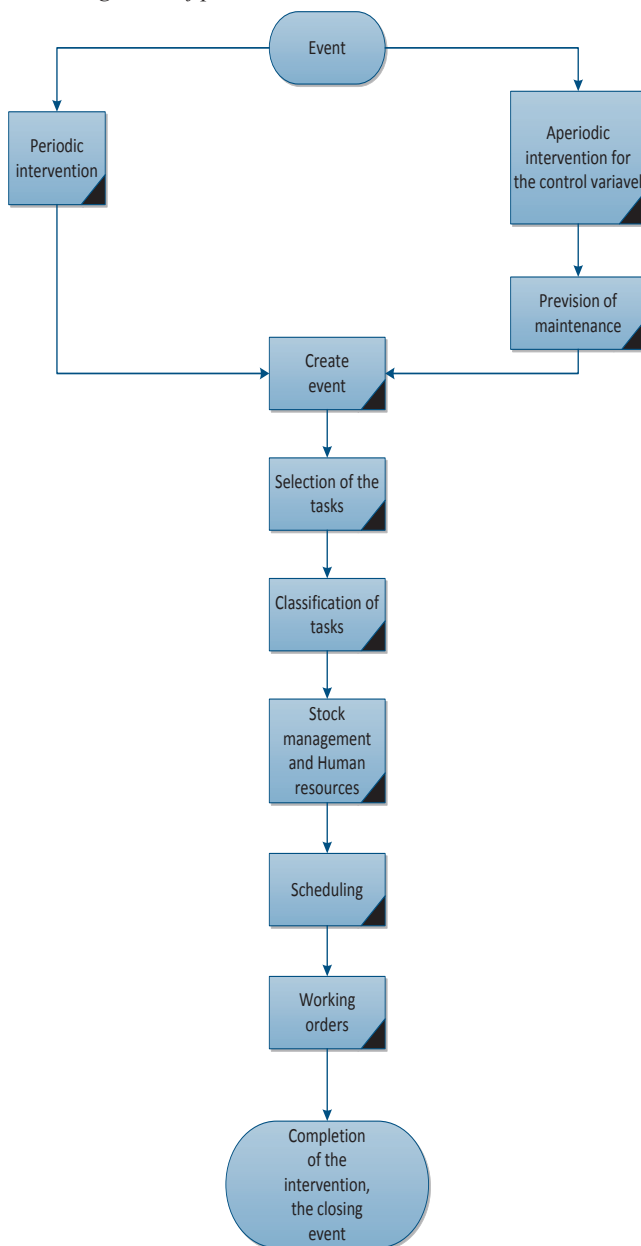 Event
Periodic
intervention
Aperiodic
intervention for
the control variavel
Prevision of
maintenance
Create
event
Selection of the
tasks
Classification of
tasks
Stock
management
and Human
resources
Scheduling
Working
orders
Completion
of the
intervention,
the closing
event